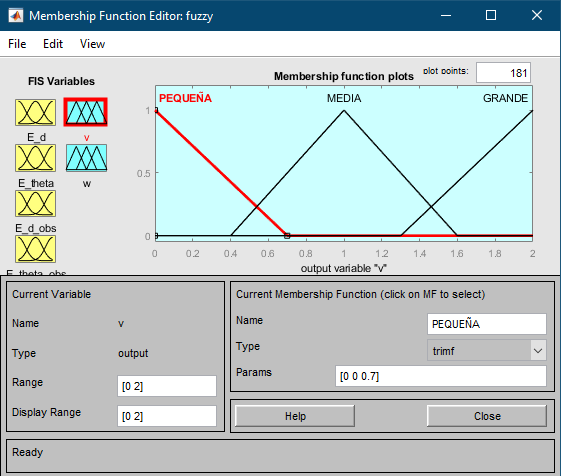 Membership Function Editor: fuzzy
File Edit View
FIS Variables
Membership function plots
plot points:
181
E_d
v
E_theta
w
E_d_obs
E_theta_obs
PEQUEÑA
MEDIA
GRANDE
1
0.5
0
0 0.2 0.4 0.6 0.8 1 1.2 1.4 1.6 1.8 2
output variable "v"
Current Variable
Name v
Type output
Range [0 2]
Display Range [0 2]
Current Membership Function (click on MF to select)
Name PEQUEÑA
Type trimf
Params [0 0 0.7]
Help Close
Ready